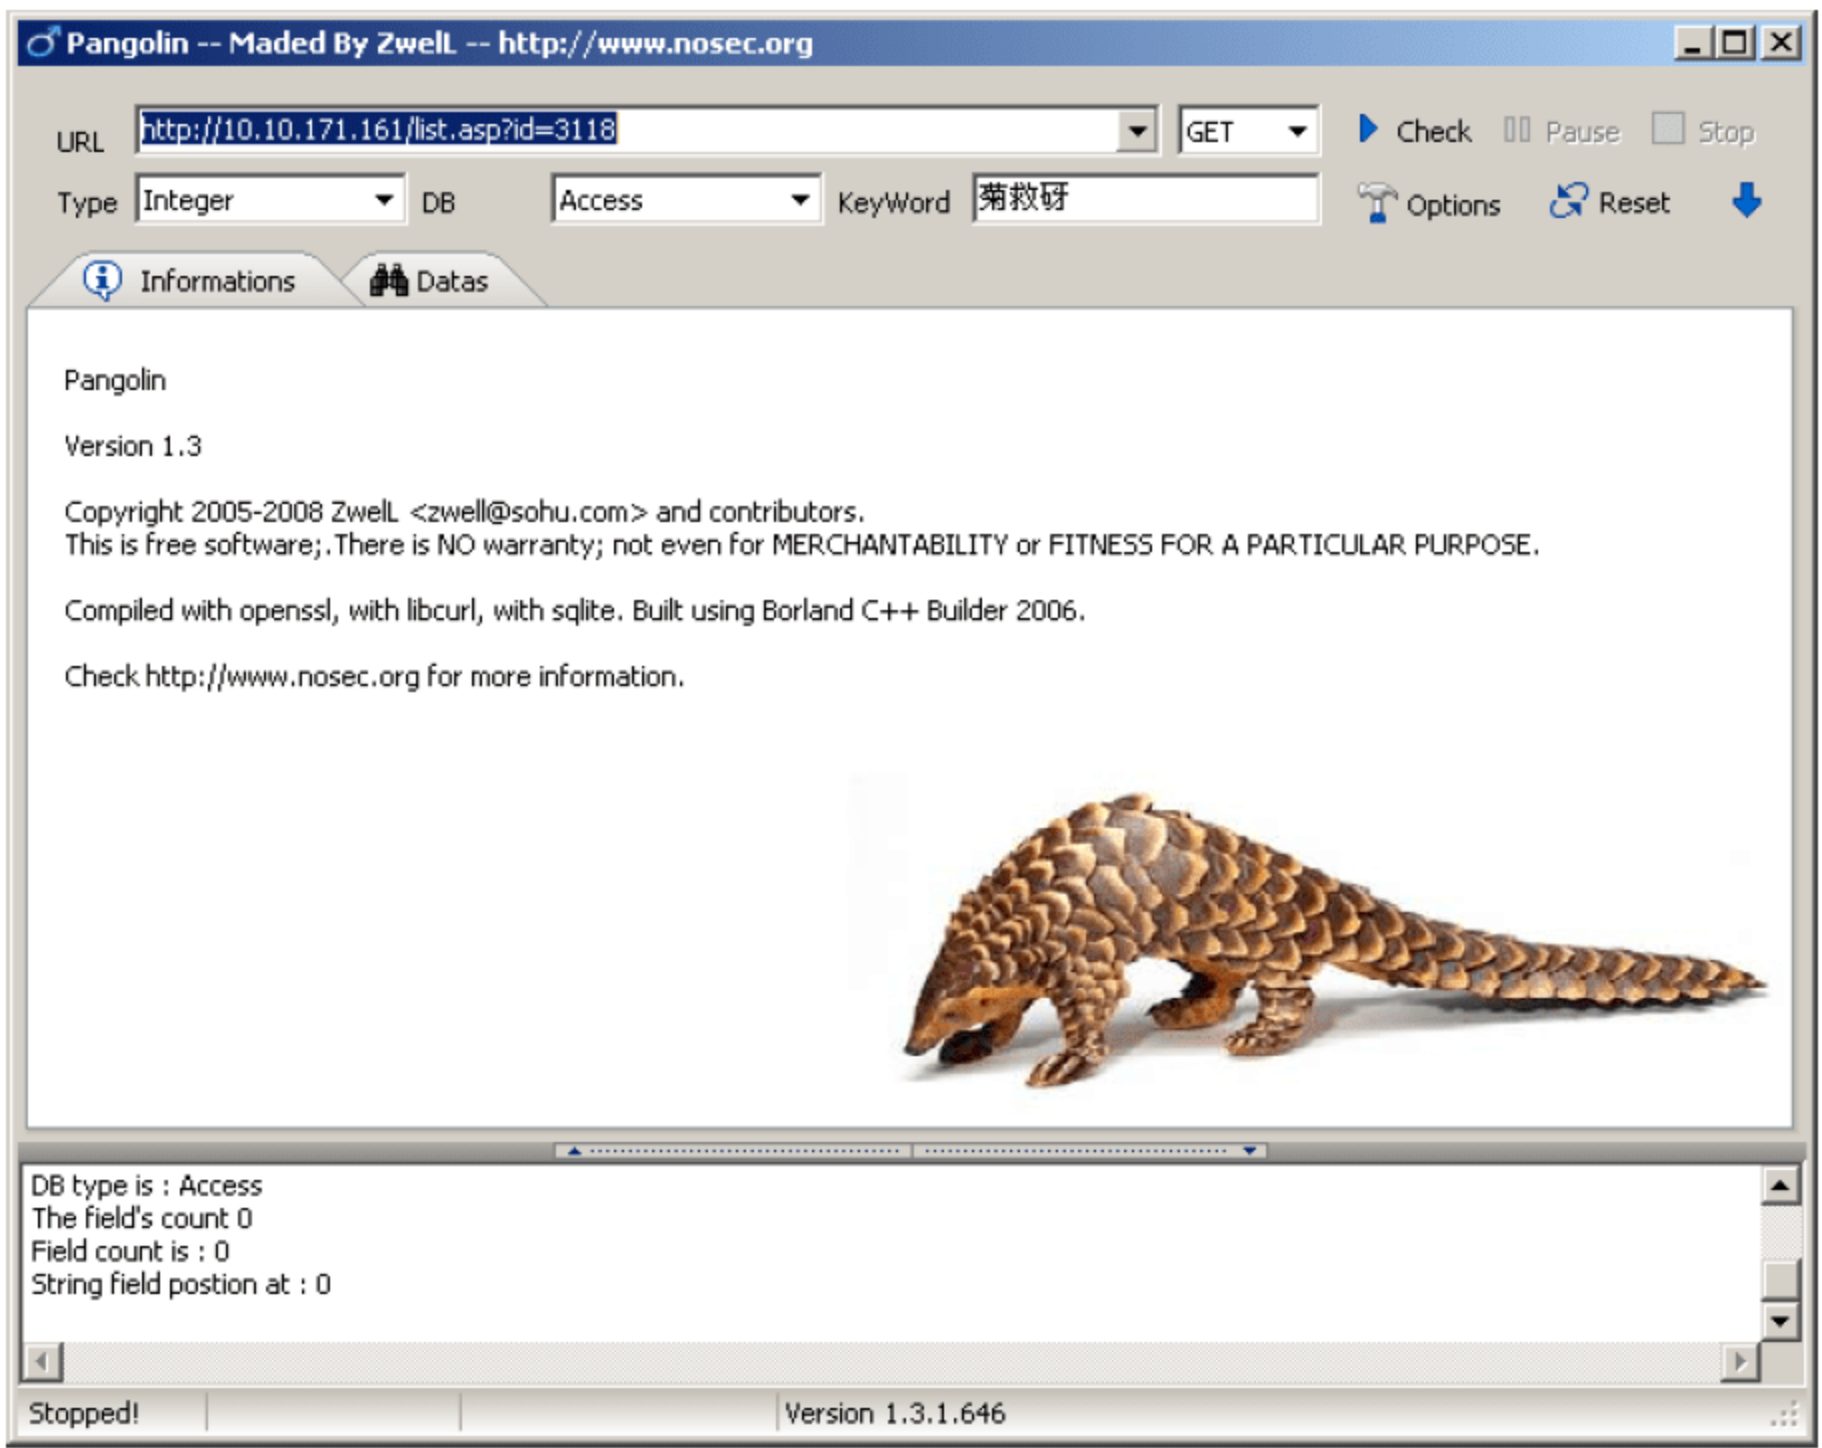 Pangolin -- Maded By ZwelL -- http://www.nosec.org
URL http://10.10.171.161/list.asp?id=3118 GET Check Pause Stop
Type Integer DB Access KeyWord 菊救砑 Options Reset
Informations Datas
Pangolin
Version 1.3
Copyright 2005-2008 ZwelL <zwell@sohu.com> and contributors.
This is free software;.There is NO warranty; not even for MERCHANTABILITY or FITNESS FOR A PARTICULAR PURPOSE.
Compiled with openssl, with libcurl, with sqlite. Built using Borland C++ Builder 2006.
Check http://www.nosec.org for more information.
DB type is : Access
The field's count 0
Field count is : 0
String field postion at : 0
Stopped! Version 1.3.1.646